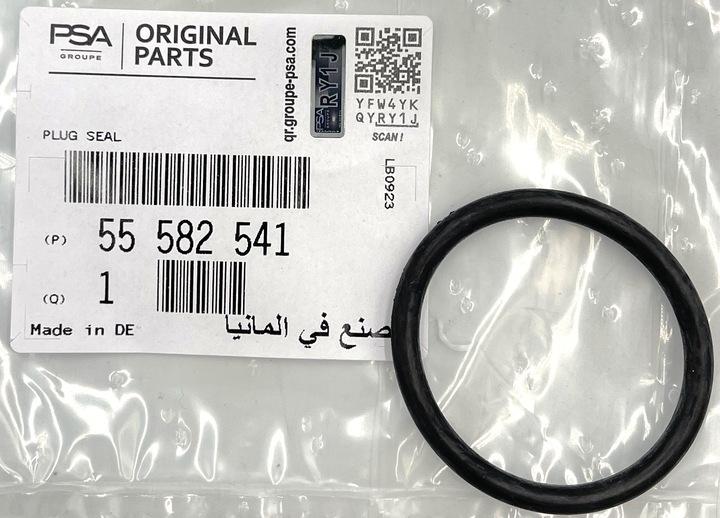 PSA
GROUPE
ORIGINAL
PARTS
qr.groupe-psa.com
PSA
RY1J
YFW4YK
QYRY1J
SCAN!
PLUG SEAL
LB0923
(P) 55 582 541
(Q) 1
Made in DE
صنع في المانيا